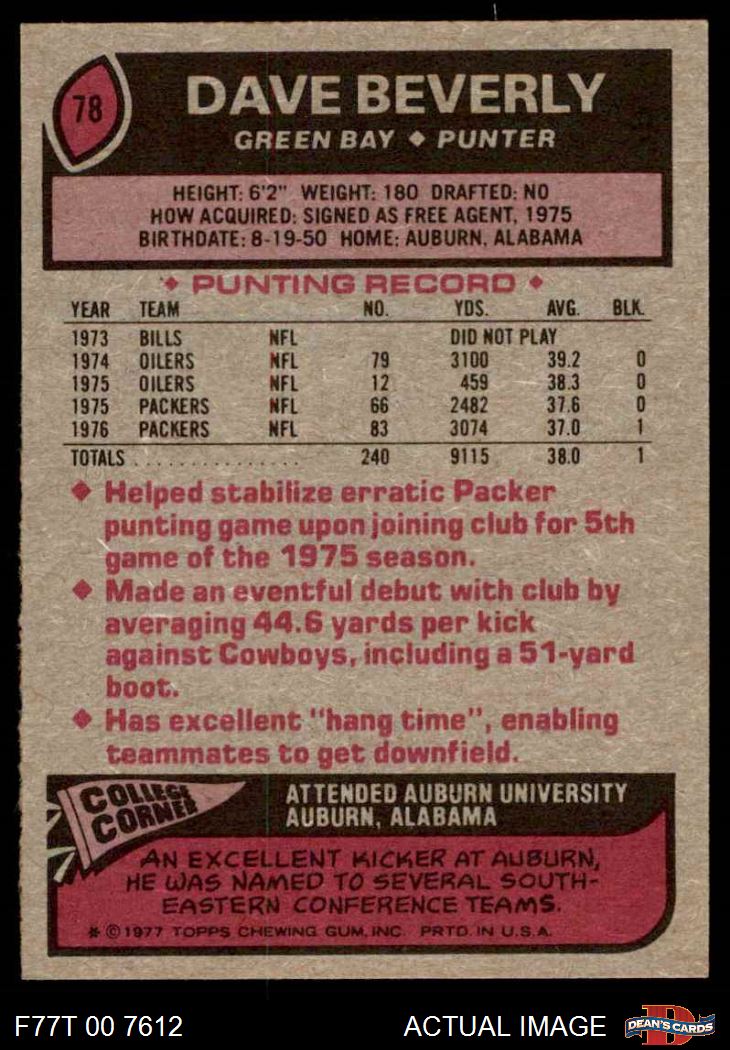 78
DAVE BEVERLY
GREEN BAY ◆ PUNTER
HEIGHT: 6'2" WEIGHT: 180 DRAFTED: NO
HOW ACQUIRED: SIGNED AS FREE AGENT, 1975
BIRTHDATE: 8-19-50 HOME: AUBURN, ALABAMA
◆ PUNTING RECORD ◆
YEAR TEAM NO. YDS. AVG. BLK.
1973 BILLS NFL DID NOT PLAY
1974 OILERS NFL 79 3100 39.2 0
1975 OILERS NFL 12 459 38.3 0
1975 PACKERS NFL 66 2482 37.6 0
1976 PACKERS NFL 83 3074 37.0 1
TOTALS . . . . . . . . . . . . . . . 240 9115 38.0 1
◆ Helped stabilize erratic Packer
punting game upon joining club for 5th
game of the 1975 season.
◆ Made an eventful debut with club by
averaging 44.6 yards per kick
against Cowboys, including a 51-yard
boot.
◆ Has excellent "hang time", enabling
teammates to get downfield.
COLLEGE
CORNER
ATTENDED AUBURN UNIVERSITY
AUBURN, ALABAMA
AN EXCELLENT KICKER AT AUBURN,
HE WAS NAMED TO SEVERAL SOUTH-
EASTERN CONFERENCE TEAMS.
* © 1977 TOPPS CHEWING GUM, INC. PRTD. IN U.S.A.
F77T 00 7612
ACTUAL IMAGE
D
DEAN'S CARDS